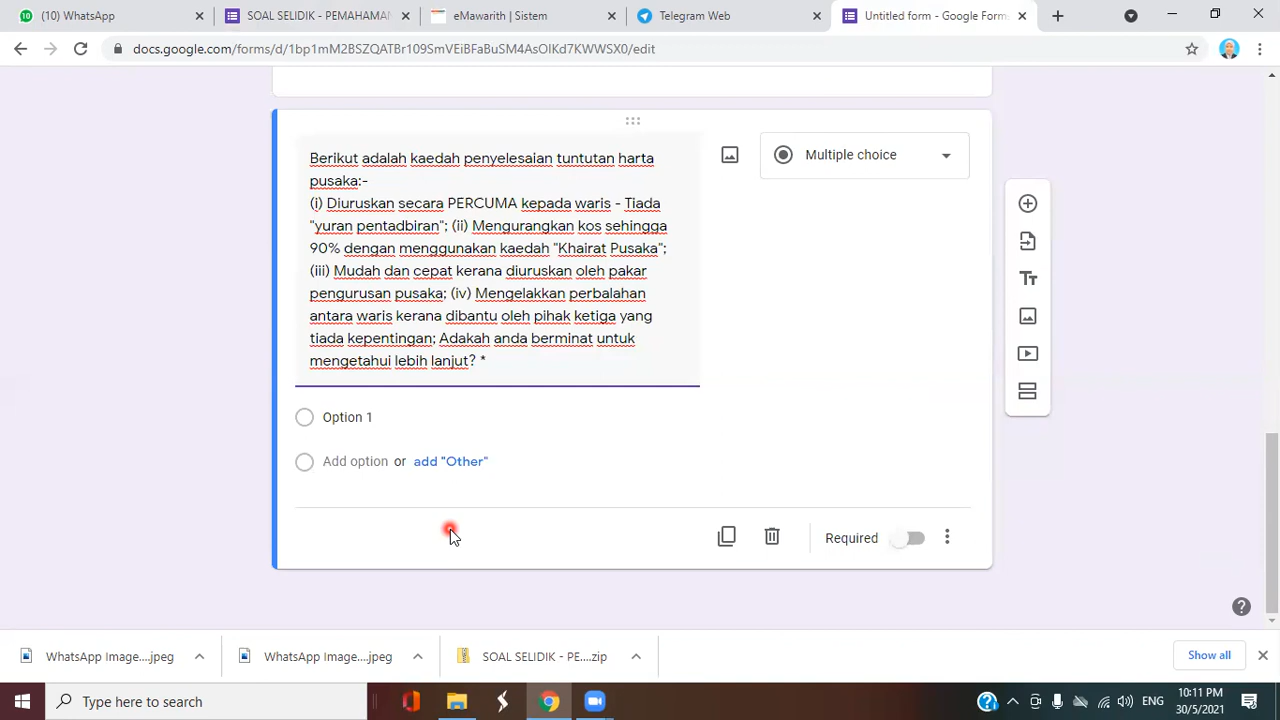 (10) WhatsApp
SOAL SELIDIK - PEMAHAMAN
eMawarith | Sistem
Telegram Web
Untitled form - Google Forms
docs.google.com/forms/d/1bp1mM2BSZQATBr109SmVEiBFaBuSM4AsOIKd7KWWSX0/edit
Berikut adalah kaedah penyelesaian tuntutan harta
pusaka:-
(i) Diuruskan secara PERCUMA kepada waris - Tiada
"yuran pentadbiran"; (ii) Mengurangkan kos sehingga
90% dengan menggunakan kaedah "Khairat Pusaka";
(iii) Mudah dan cepat kerana diuruskan oleh pakar
pengurusan pusaka; (iv) Mengelakkan perbalahan
antara waris kerana dibantu oleh pihak ketiga yang
tiada kepentingan; Adakah anda berminat untuk
mengetahui lebih lanjut? *
Multiple choice
Option 1
Add option or add "Other"
Required
WhatsApp Image....jpeg
WhatsApp Image....jpeg
SOAL SELIDIK - PE....zip
Show all
Type here to search
ENG
10:11 PM
30/5/2021